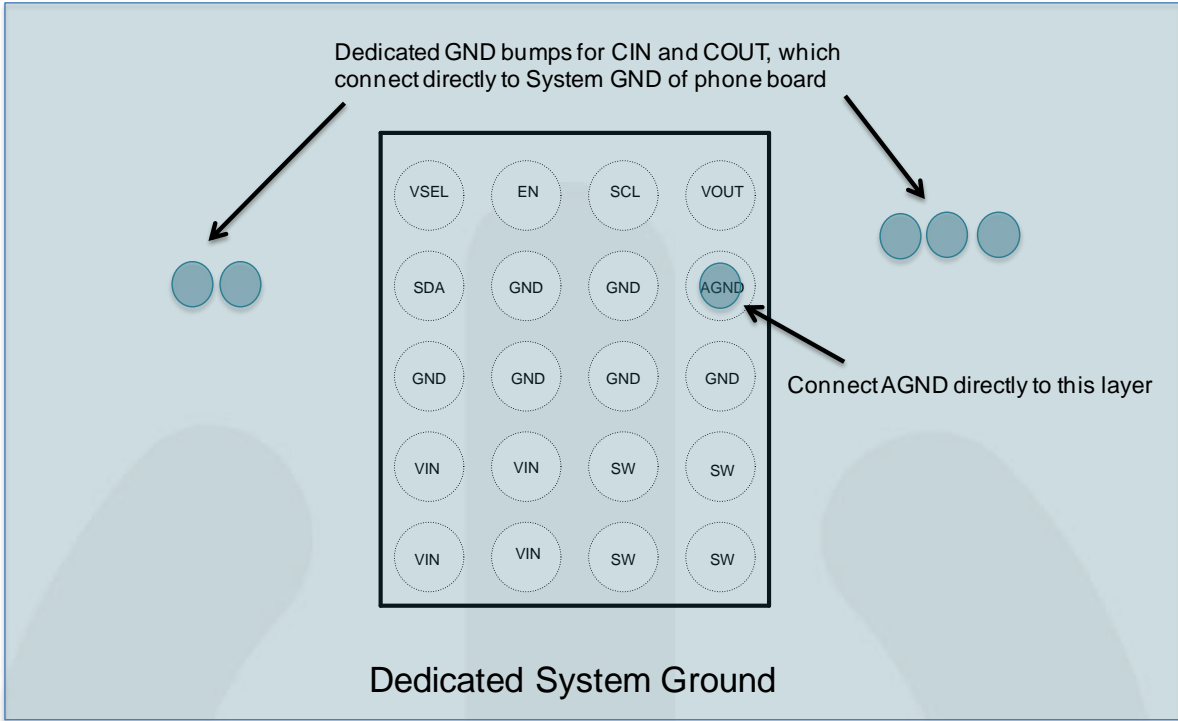 Dedicated GND bumps for CIN and COUT, which
connect directly to System GND of phone board
VSEL EN SCL VOUT
SDA GND GND AGND
GND GND GND GND
Connect AGND directly to this layer
VIN VIN SW SW
VIN VIN SW SW
Dedicated System Ground